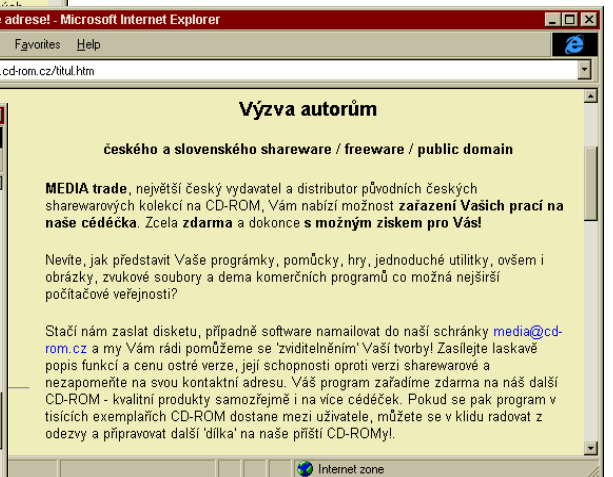 adrese! - Microsoft Internet Explorer
Favorites Help
.cd-rom.cz/titul.htm
Výzva autorům
českého a slovenského shareware / freeware / public domain
MEDIA trade, největší český vydavatel a distributor původních českých
sharewarových kolekcí na CD-ROM, Vám nabízí možnost zařazení Vašich prací na
naše cédéčka. Zcela zdarma a dokonce s možným ziskem pro Vás!
Nevíte, jak představit Vaše prográmky, pomůcky, hry, jednoduché utilitky, ovšem i
obrázky, zvukové soubory a dema komerčních programů co možná nejširší
počítačové veřejnosti?
Stačí nám zaslat disketu, případně software namailovat do naší schránky media@cd-
rom.cz a my Vám rádi pomůžeme se 'zviditelněním' Vaší tvorby! Zasílejte laskavě
popis funkcí a cenu ostré verze, její schopnosti oproti verzi sharewarové a
nezapomeňte na svou kontaktní adresu. Váš program zařadíme zdarma na náš další
CD-ROM - kvalitní produkty samozřejmě i na více cédéček. Pokud se pak program v
tisících exemplářích CD-ROM dostane mezi uživatele, můžete se v klidu radovat z
odezvy a připravovat další 'dílka' na naše příští CD-ROMy!.
Internet zone